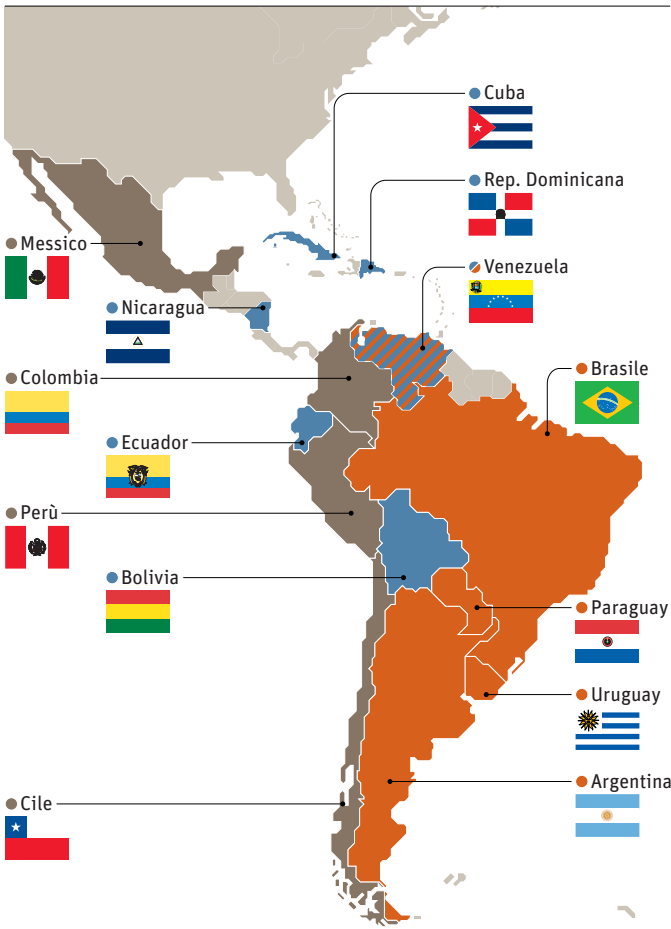 Cuba
Rep. Dominicana
Messico
Venezuela
Nicaragua
Colombia
Brasile
Ecuador
Perù
Bolivia
Paraguay
Uruguay
Argentina
Cile